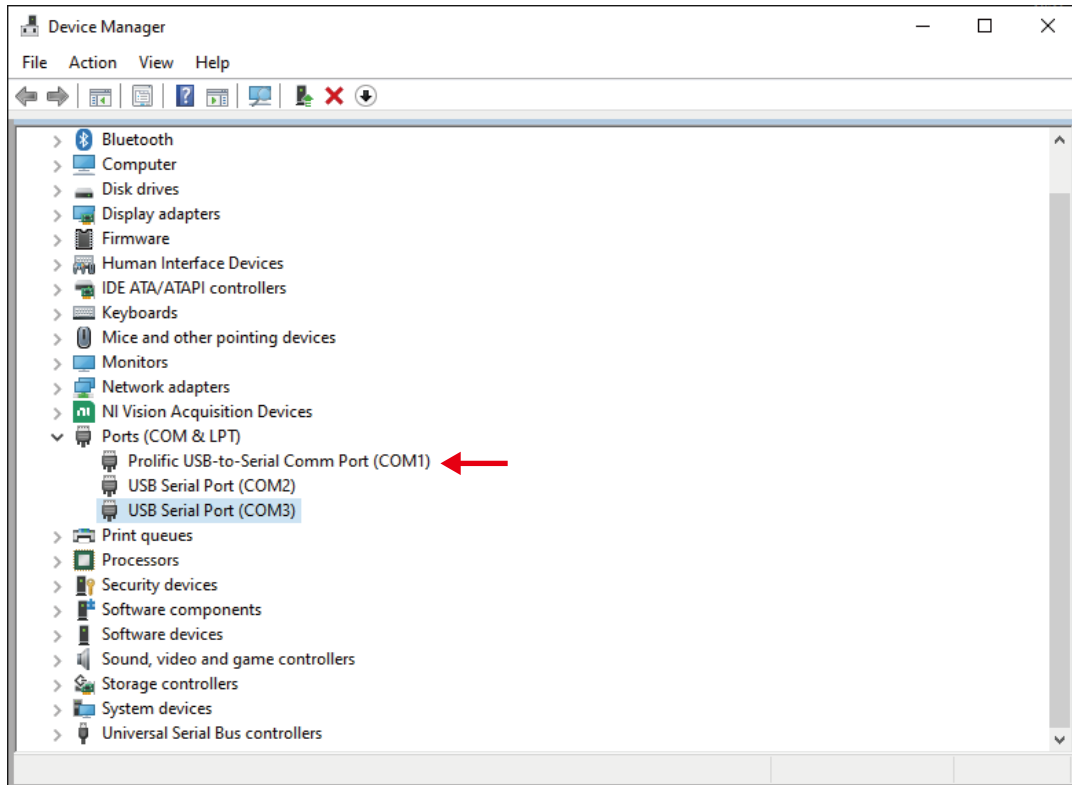 Device Manager
File Action View Help
Bluetooth
Computer
Disk drives
Display adapters
Firmware
Human Interface Devices
IDE ATA/ATAPI controllers
Keyboards
Mice and other pointing devices
Monitors
Network adapters
NI Vision Acquisition Devices
Ports (COM & LPT)
Prolific USB-to-Serial Comm Port (COM1)
USB Serial Port (COM2)
USB Serial Port (COM3)
Print queues
Processors
Security devices
Software components
Software devices
Sound, video and game controllers
Storage controllers
System devices
Universal Serial Bus controllers